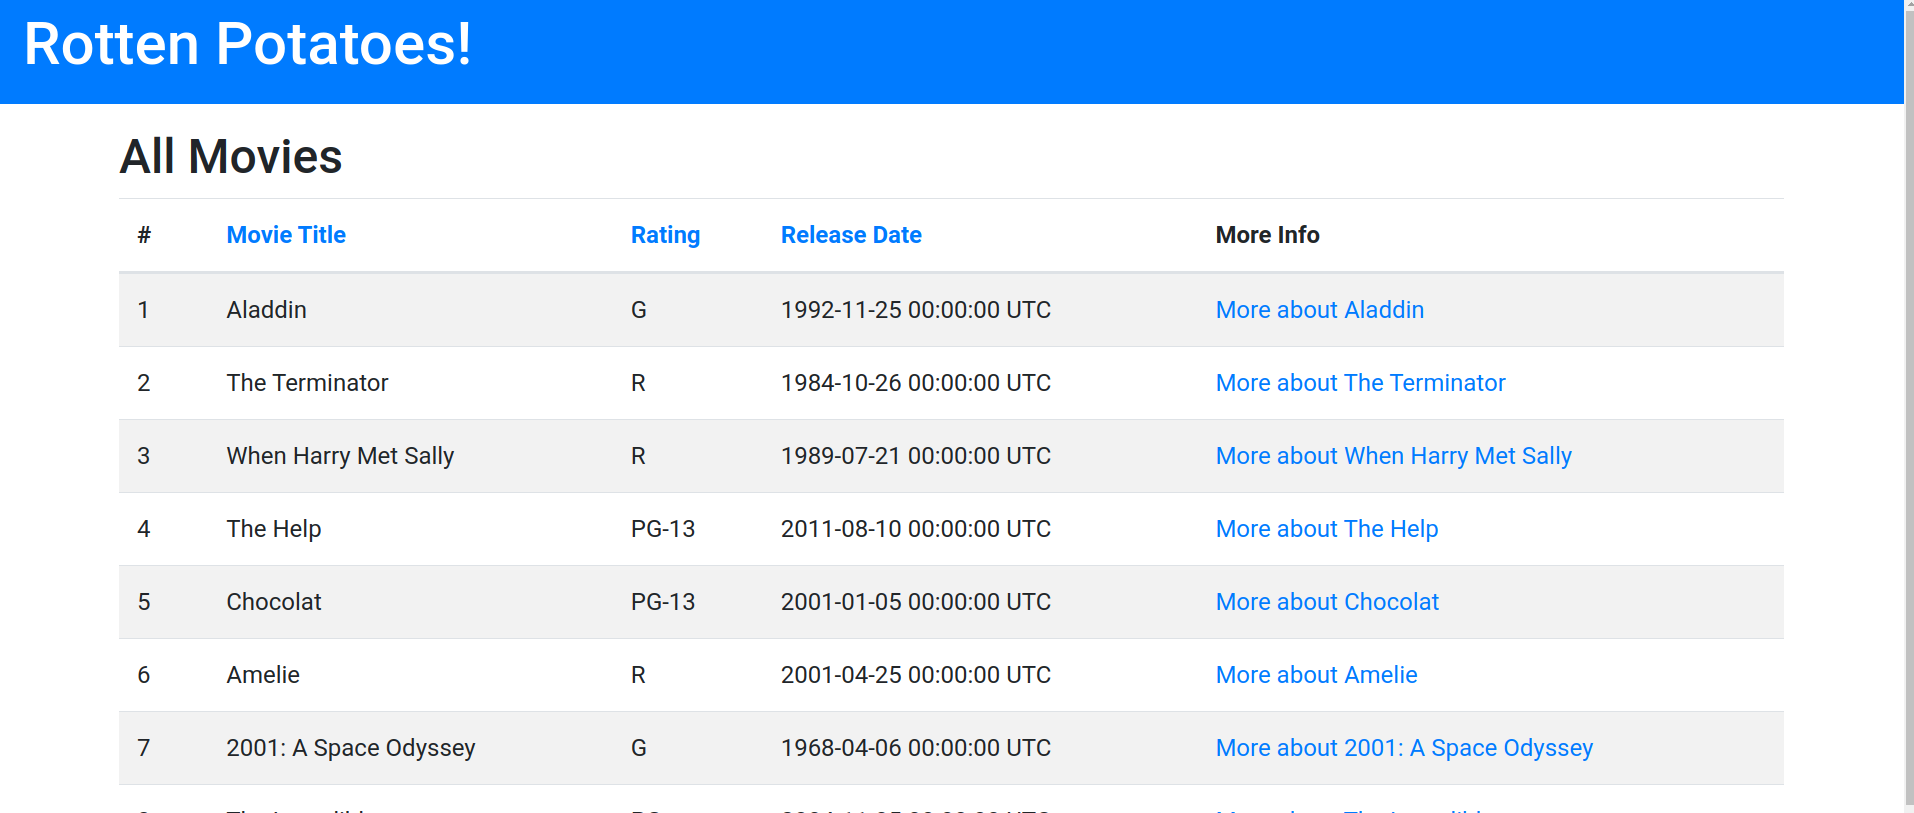 Rotten Potatoes!
All Movies
# Movie Title Rating Release Date More Info
1 Aladdin G 1992-11-25 00:00:00 UTC More about Aladdin
2 The Terminator R 1984-10-26 00:00:00 UTC More about The Terminator
3 When Harry Met Sally R 1989-07-21 00:00:00 UTC More about When Harry Met Sally
4 The Help PG-13 2011-08-10 00:00:00 UTC More about The Help
5 Chocolat PG-13 2001-01-05 00:00:00 UTC More about Chocolat
6 Amelie R 2001-04-25 00:00:00 UTC More about Amelie
7 2001: A Space Odyssey G 1968-04-06 00:00:00 UTC More about 2001: A Space Odyssey